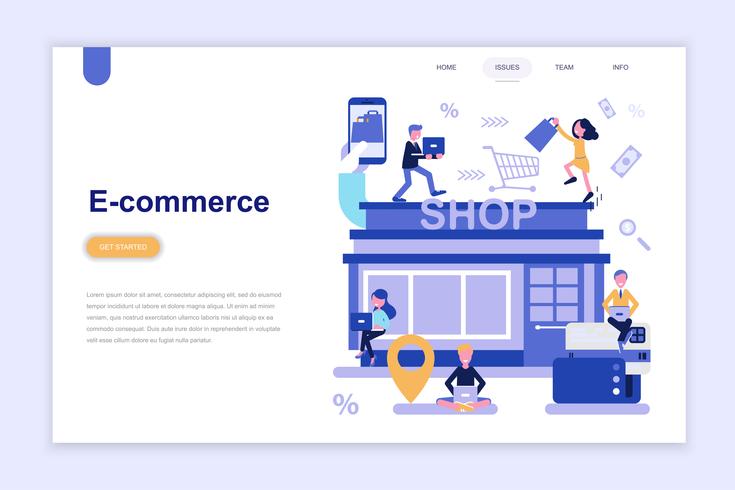 HOME ISSUES TEAM INFO
%
%
SHOP
E-commerce
GET STARTED
$
Lorem ipsum dolor sit amet, consectetur
adipiscing elit, sed do eiusmod tempor
incididunt ut labore et dolore magna aliqua.
Ut enim ad minim veniam, quis nostrud
exercitation ullamco laboris nisi ut aliquip ex ea
commodo consequat. Duis aute irure dolor in
reprehenderit in voluptate velit esse cillum
dolore eu fugiat nulla pariatur.
%